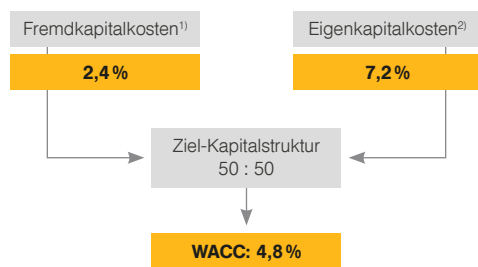 Fremdkapitalkosten1)
2,4 %
Eigenkapitalkosten2)
7,2 %
Ziel-Kapitalstruktur
50 : 50
WACC: 4,8 %